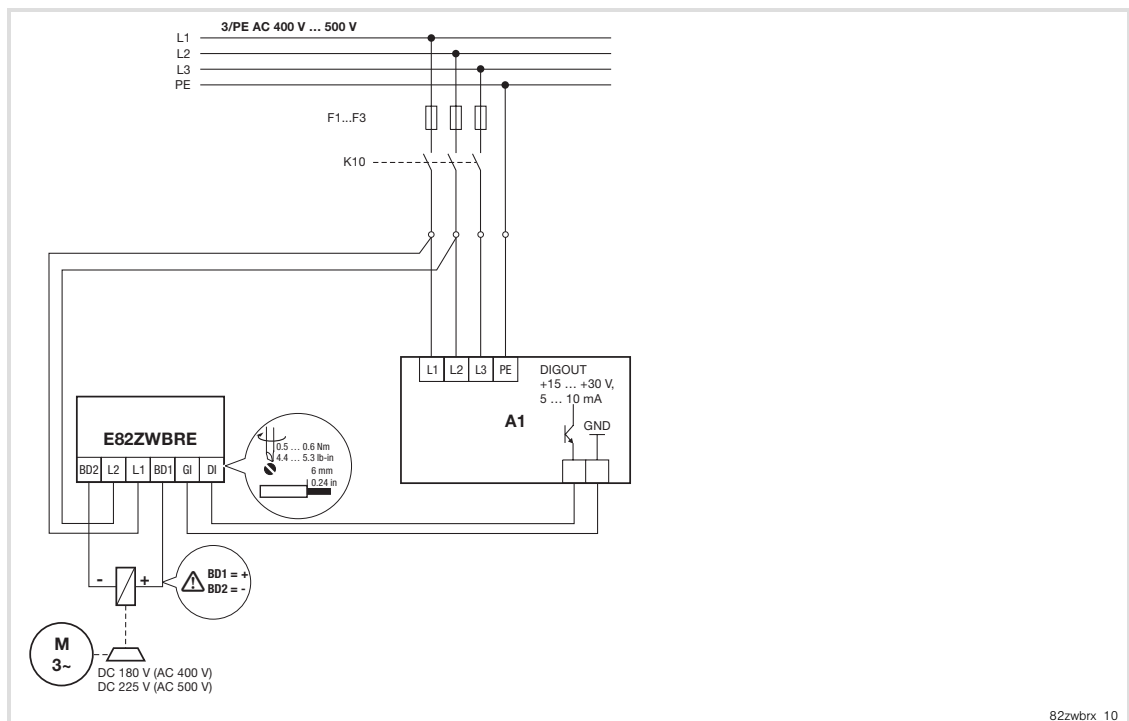 3/PE AC 400 V … 500 V
L1
L2
L3
PE
F1...F3
K10
L1 L2 L3 PE
DIGOUT
+15 … +30 V,
5 … 10 mA
A1
GND
E82ZWBRE
BD2 L2 L1 BD1 GI DI
0.5 … 0.6 Nm
4.4 … 5.3 lb-in
6 mm
0.24 in
- +
BD1 = +
BD2 = -
M
3~
DC 180 V (AC 400 V)
DC 225 V (AC 500 V)
82zwbrx_10